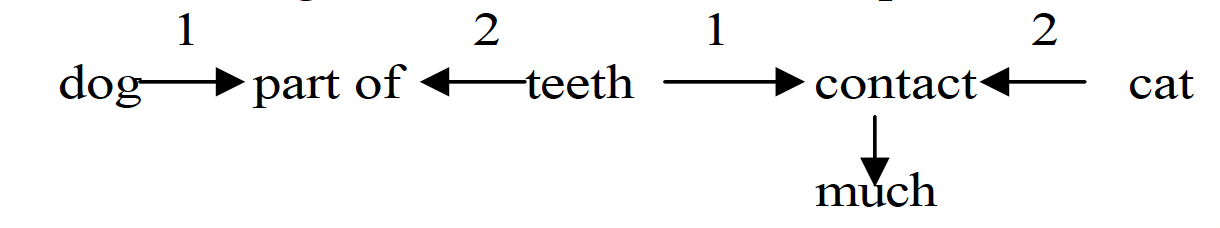 1 2 1 2
dog part of teeth contact cat
much